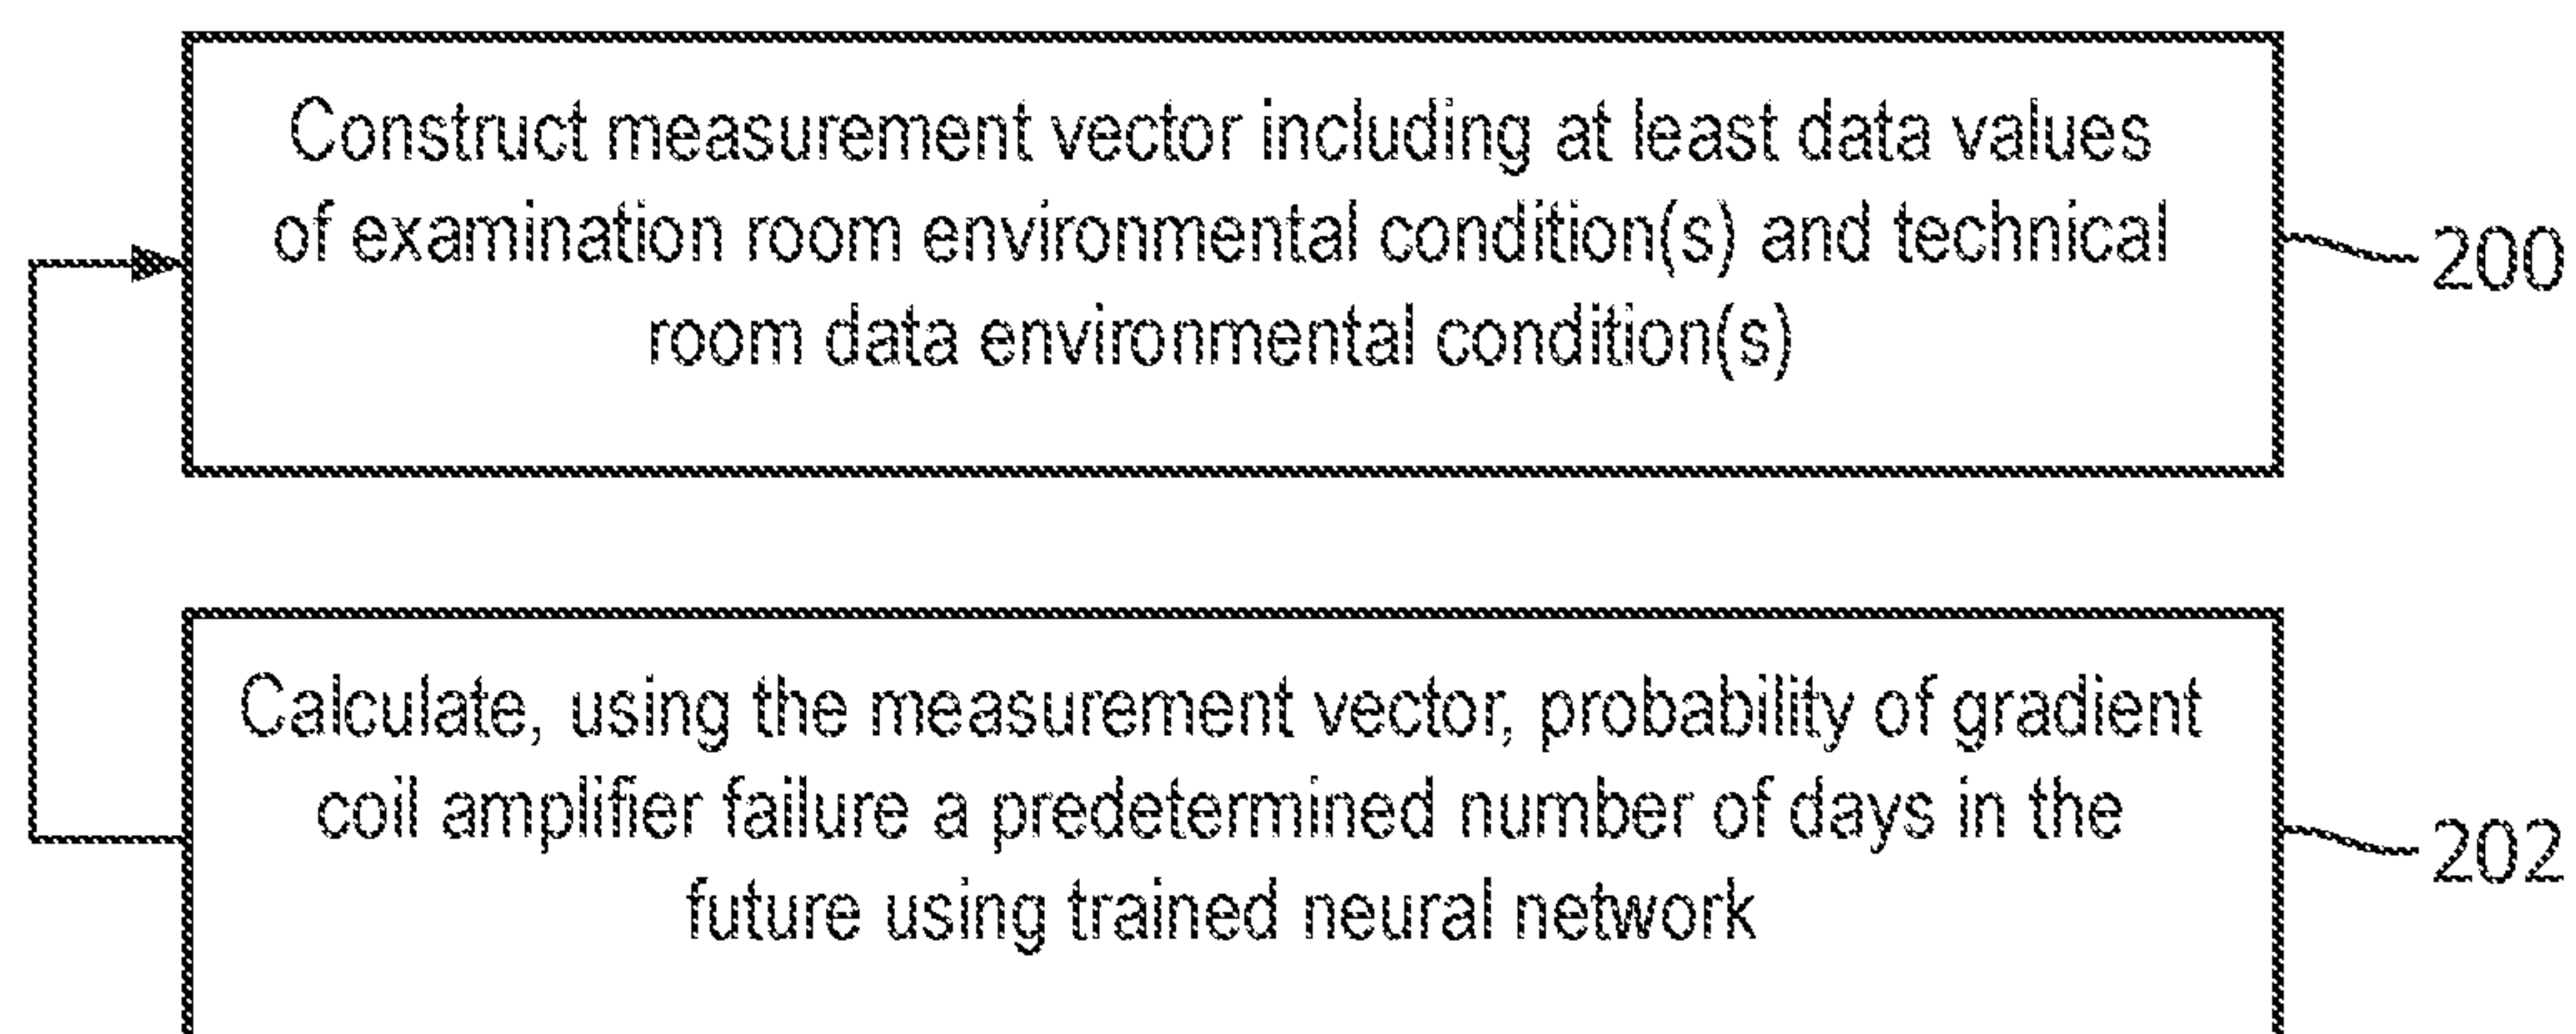 Construct measurement vector including at least data values
of examination room environmental condition(s) and technical
room data environmental condition(s)
200
Calculate, using the measurement vector, probability of gradient
coil amplifier failure a predetermined number of days in the
future using trained neural network
202